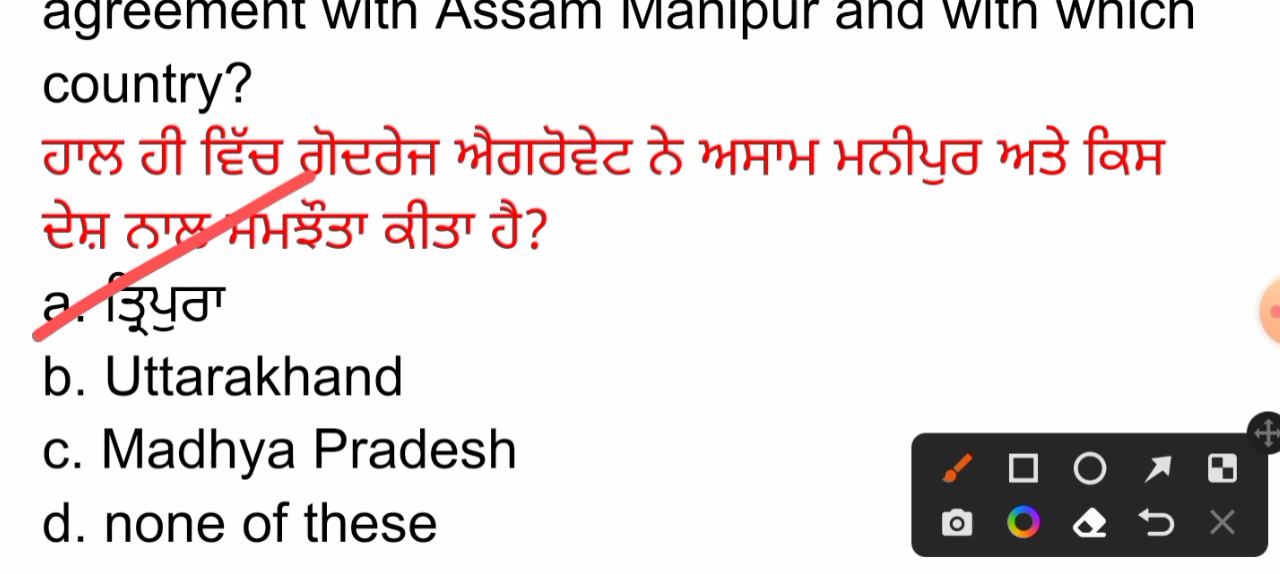 agreement with Assam Manipur and with which
country?
ਹਾਲ ਹੀ ਵਿੱਚ ਗੋਦਰੇਜ ਐਗਰੋਵੇਟ ਨੇ ਅਸਾਮ ਮਨੀਪੁਰ ਅਤੇ ਕਿਸ
ਦੇਸ਼ ਨਾਲ ਸਮਝੌਤਾ ਕੀਤਾ ਹੈ?
a. ਤ੍ਰਿਪੁਰਾ
b. Uttarakhand
c. Madhya Pradesh
d. none of these